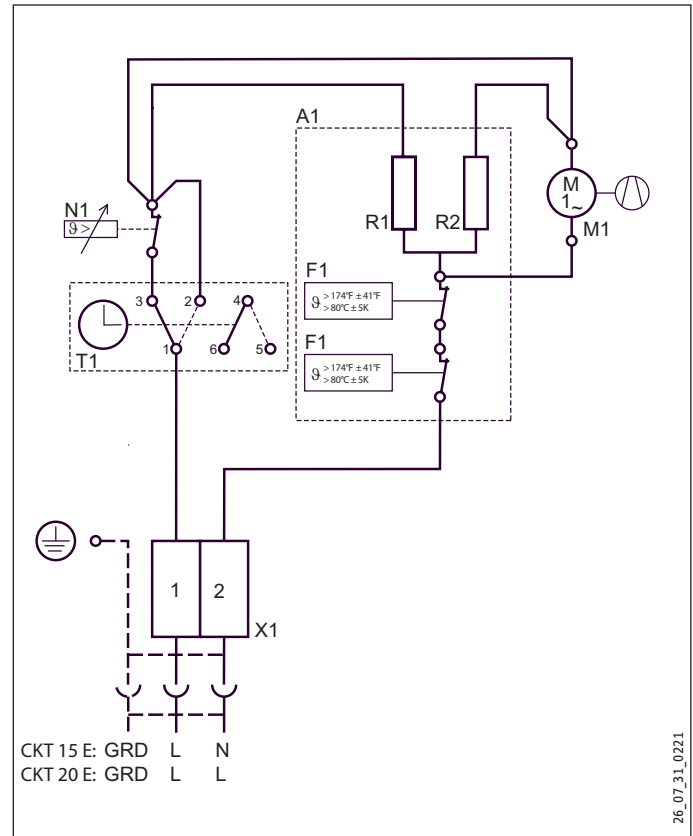 A1
N1
ϑ >
R1
R2
M
1~
M1
F1
ϑ > 174°F ± 41°F
> 80°C ± 5K
3
2
4
T1
1
6
5
F1
ϑ > 174°F ± 41°F
> 80°C ± 5K
1
2
X1
CKT 15 E: GRD L N
CKT 20 E: GRD L L
26_07_31_0221